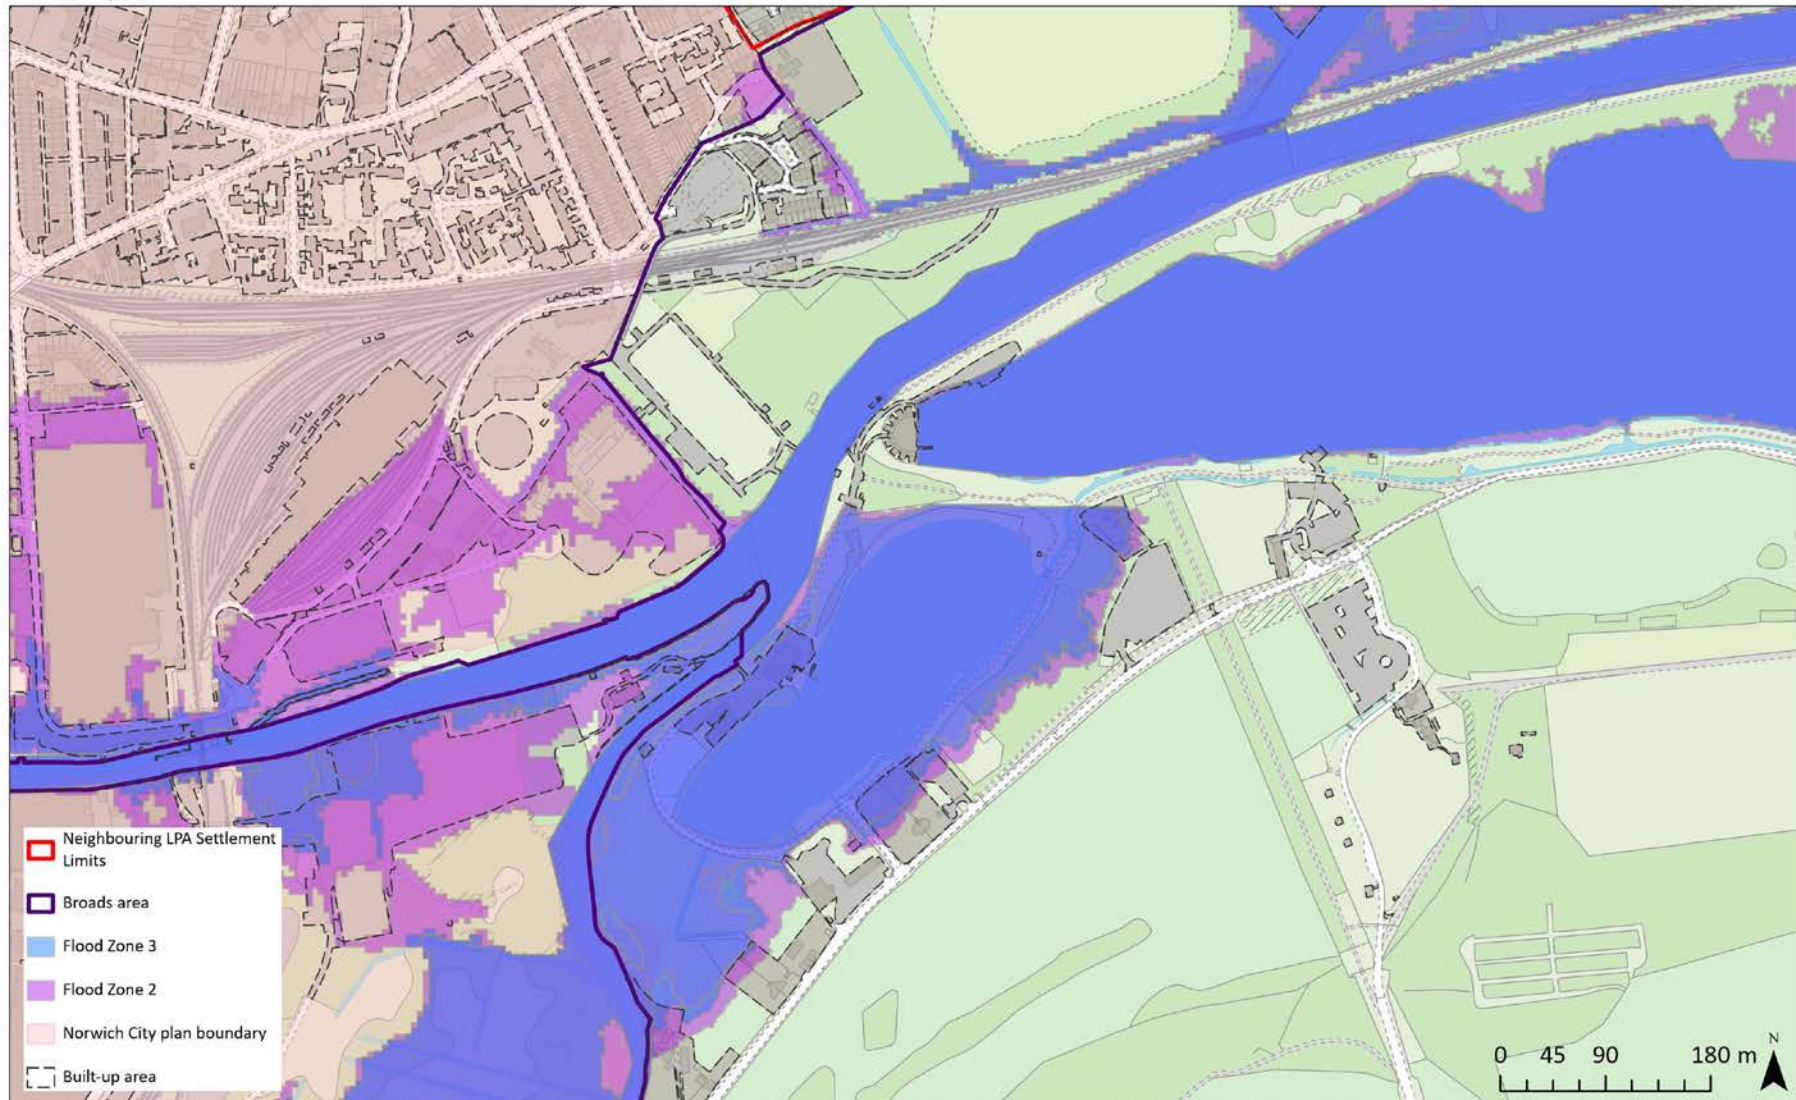 Neighbouring LPA Settlement
Limits
Broads area
Flood Zone 3
Flood Zone 2
Norwich City plan boundary
Built-up area
0 45 90 180 m
N